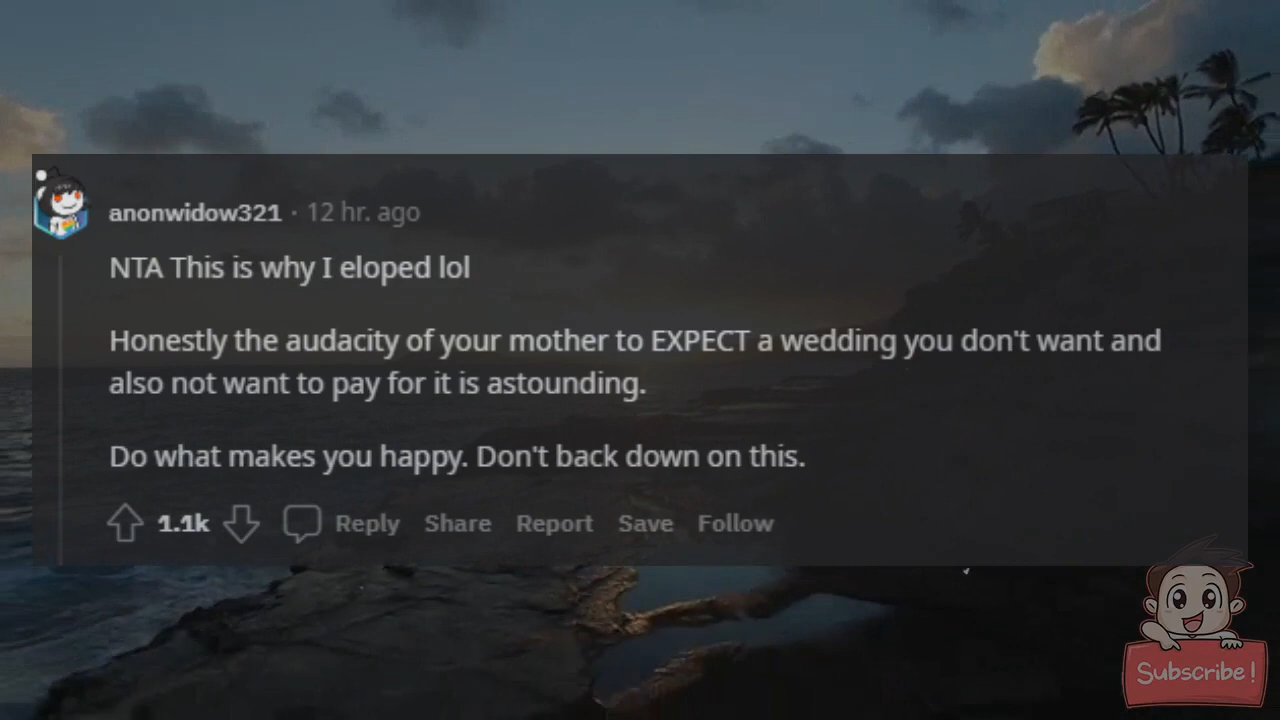 anonwidow321 · 12 hr. ago
NTA This is why I eloped lol
Honestly the audacity of your mother to EXPECT a wedding you don't want and
also not want to pay for it is astounding.
Do what makes you happy. Don't back down on this.
1.1k Reply Share Report Save Follow
Subscribe!